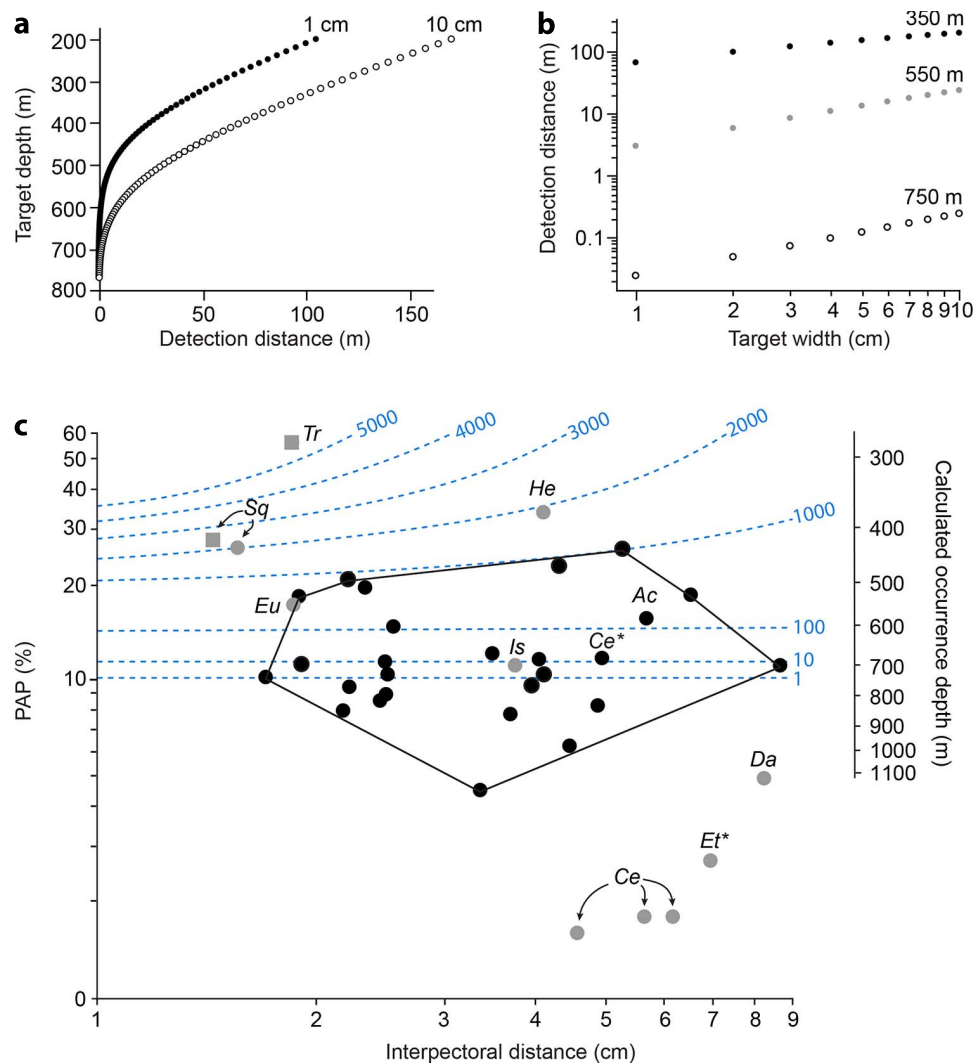 a
1 cm
10 cm
200
300
400
500
600
700
800
Target depth (m)
0
50
100
150
Detection distance (m)
b
350 m
550 m
750 m
100
10
1
0.1
Detection distance (m)
1
2
3
4
5
6
7
8
9
10
Target width (cm)
c
60
50
40
30
20
10
0
PAP (%)
5000
4000
3000
2000
1000
100
10
1
Tr
Sq
He
Eu
Ac
Is
Ce*
Da
Et*
Ce
300
400
500
600
700
800
900
1000
1100
Calculated occurrence depth (m)
1
2
3
4
5
6
7
8
9
Interpectoral distance (cm)